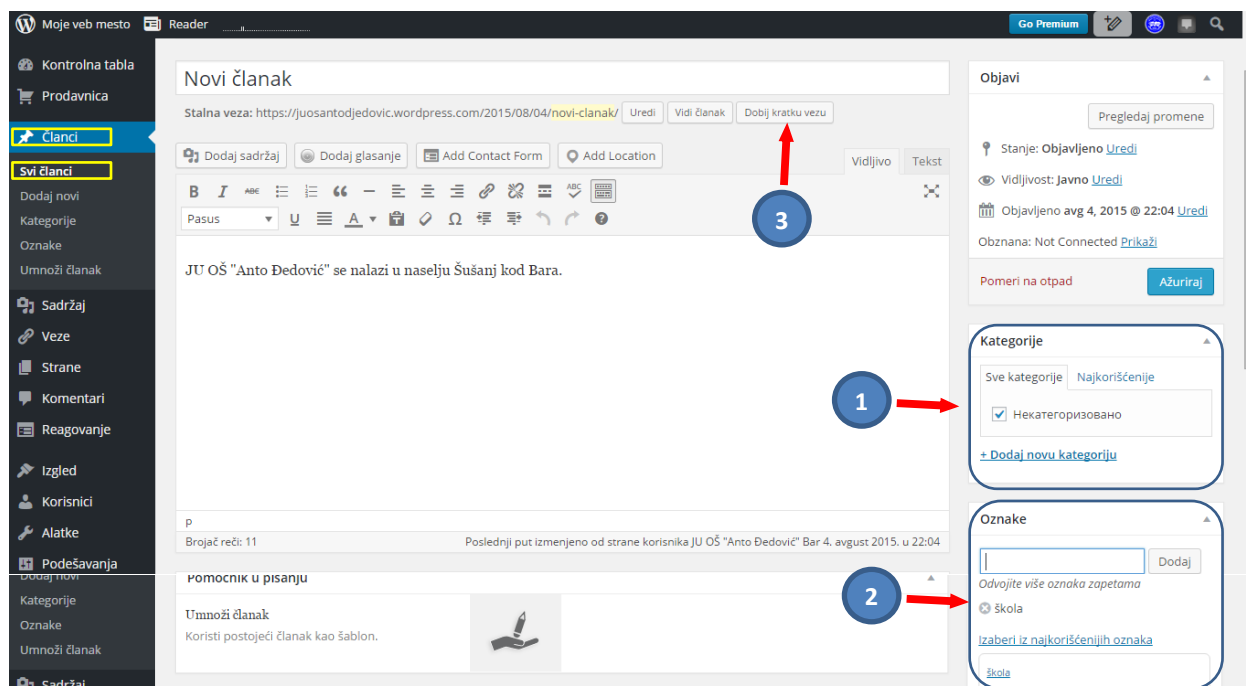 Moje veb mesto Reader Go Premium
Kontrolna tabla
Prodavnica
Članci
Svi članci
Dodaj novi
Kategorije
Oznake
Umnoži članak
Sadržaj
Veze
Strane
Komentari
Reagovanje
Izgled
Korisnici
Alatke
Podešavanja
Dodaj novi
Kategorije
Oznake
Umnoži članak
Sadržaj
Novi članak
Stalna veza: https://juosantodjedovic.wordpress.com/2015/08/04/novi-clanak/ Uredi Vidi članak Dobij kratku vezu
Dodaj sadržaj Dodaj glasanje Add Contact Form Add Location Vidljivo Tekst
B I ABC ABC
Pasus U A Ω
3
JU OŠ "Anto Đedović" se nalazi u naselju Šušanj kod Bara.
1
p
Brojač reči: 11 Poslednji put izmenjeno od strane korisnika JU OŠ "Anto Đedović" Bar 4. avgust 2015. u 22:04
Pomoćnik u pisanju
2
Umnoži članak
Koristi postojeći članak kao šablon.
Objavi
Pregledaj promene
Stanje: Objavljeno Uredi
Vidljivost: Javno Uredi
Objavljeno avg 4, 2015 @ 22:04 Uredi
Obznana: Not Connected Prikaži
Pomeri na otpad Ažuriraj
Kategorije
Sve kategorije Najkorišćenije
Некатегоризовано
+ Dodaj novu kategoriju
Oznake
Dodaj
Odvojite više oznaka zapetama
škola
Izaberi iz najkorišćenijih oznaka
škola